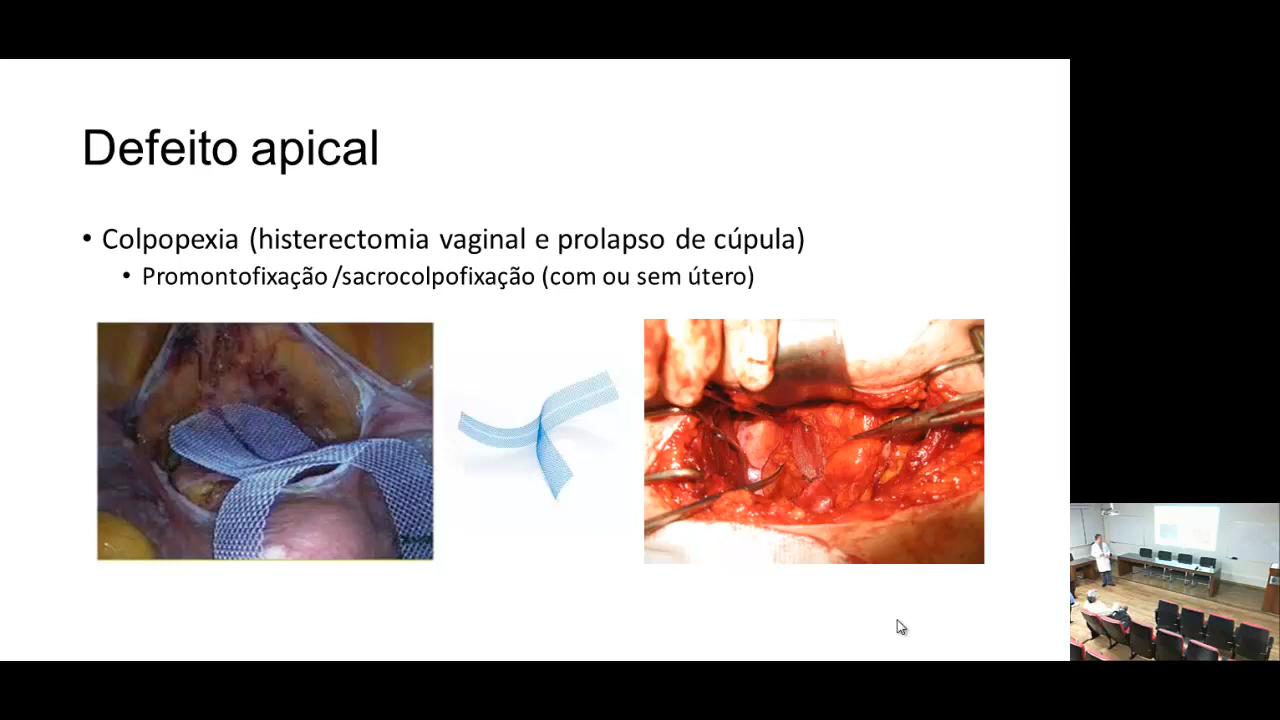 Defeito apical
• Colpopexia (histerectomia vaginal e prolapso de cúpula)
• Promontofixação /sacrocolpofixação (com ou sem útero)